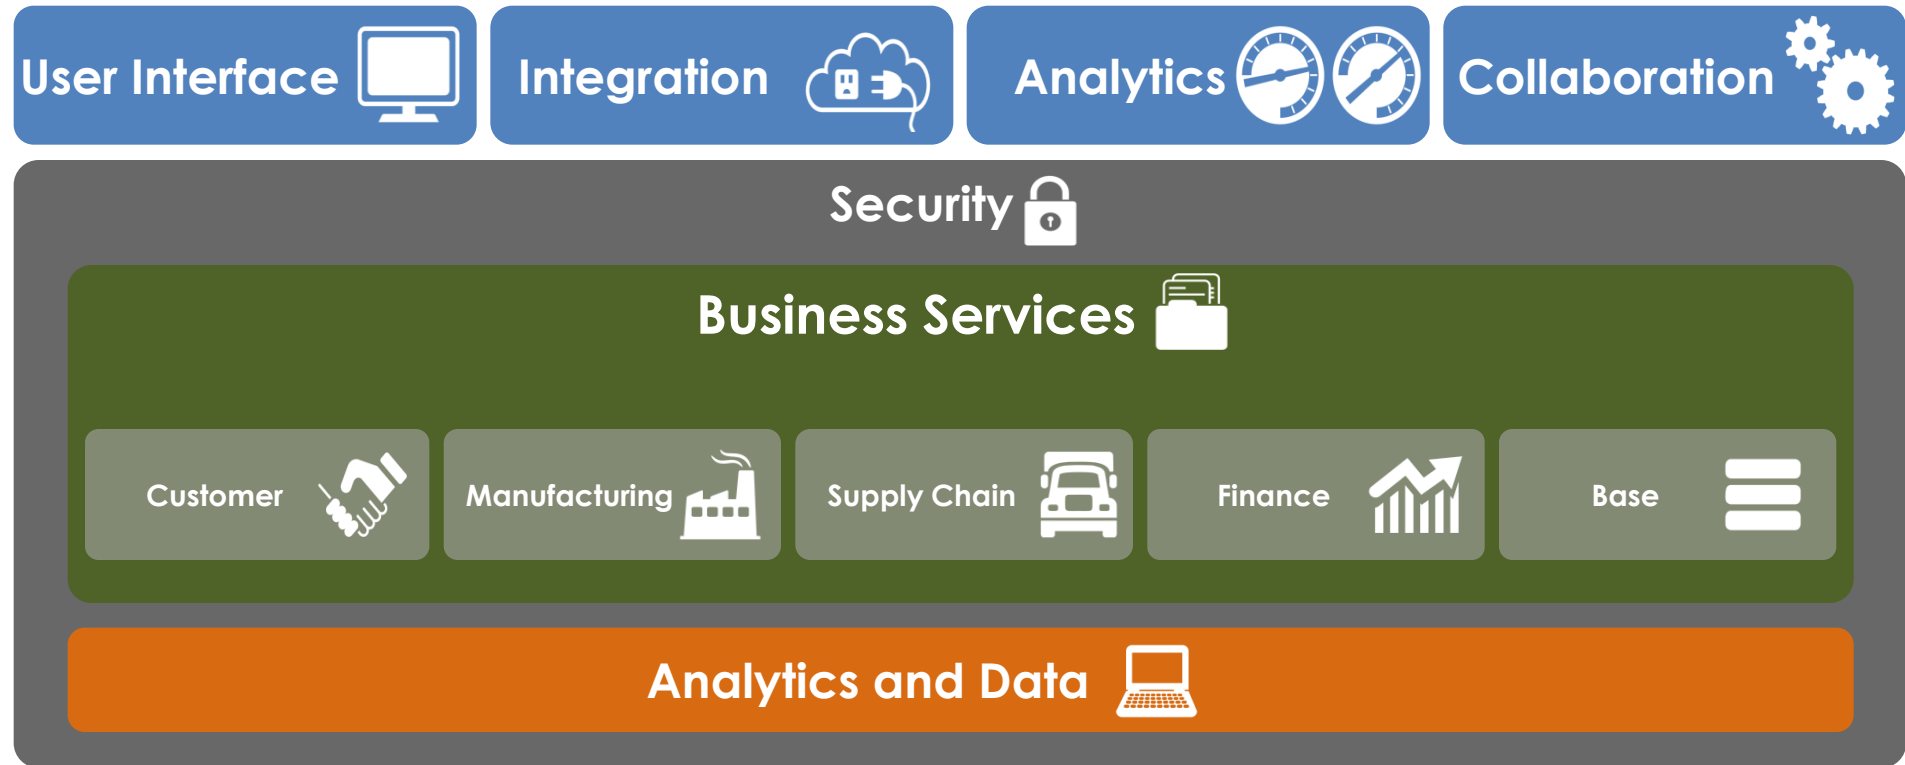 User Interface
Integration
Analytics
Collaboration
Security
Business Services
Customer
Manufacturing
Supply Chain
Finance
Base
Analytics and Data